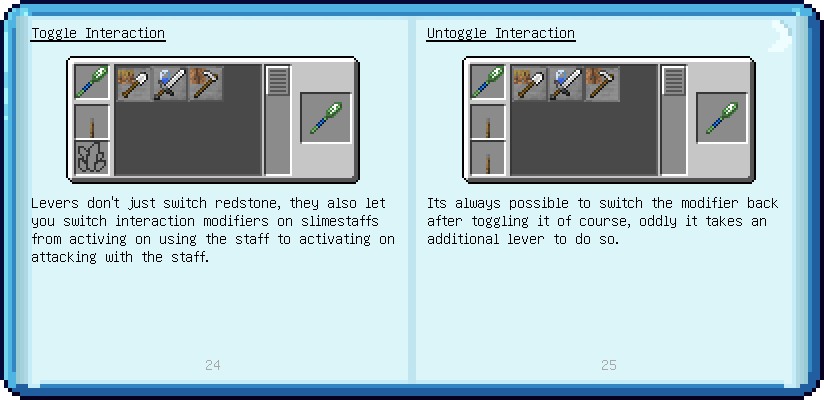 Toggle Interaction
Levers don't just switch redstone, they also let
you switch interaction modifiers on slimestaffs
from activing on using the staff to activating on
attacking with the staff.
24
Untoggle Interaction
Its always possible to switch the modifier back
after toggling it of course, oddly it takes an
additional lever to do so.
25